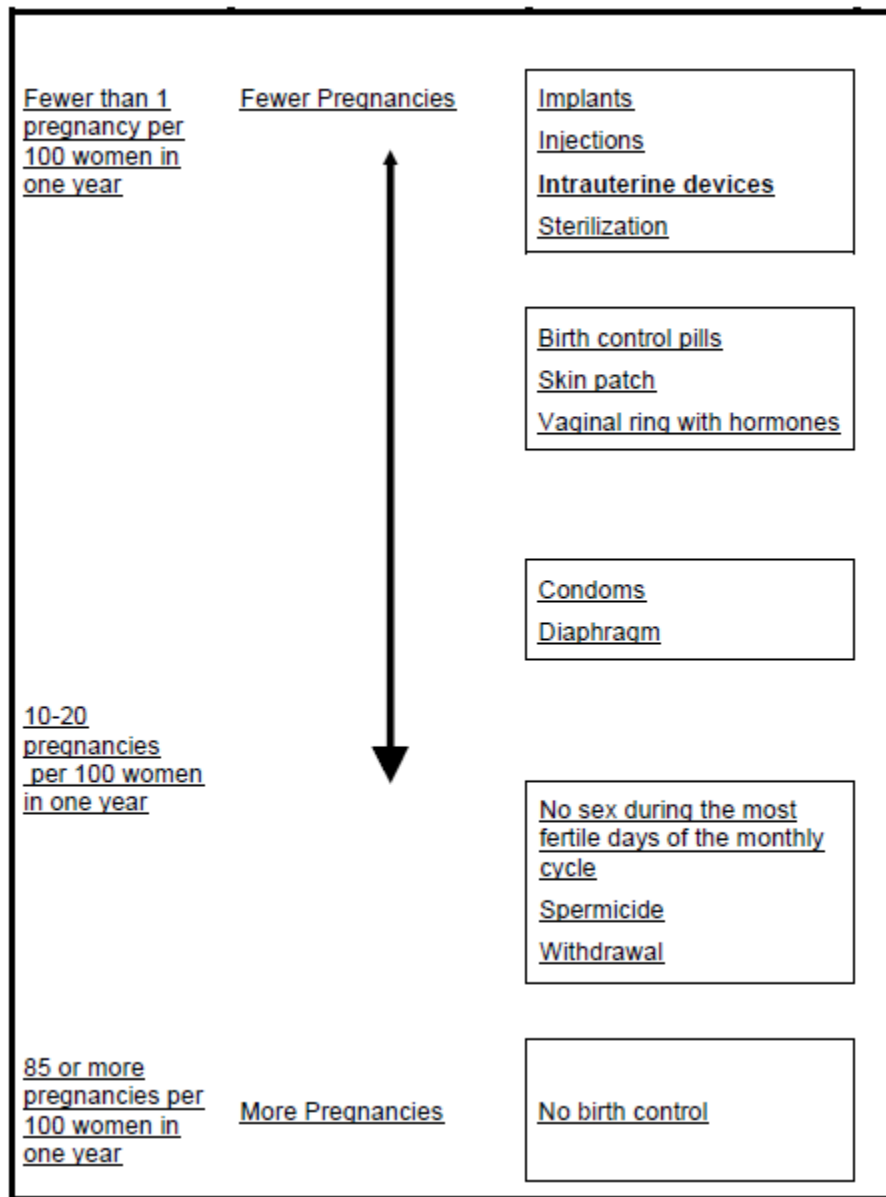 Fewer than 1
pregnancy per
100 women in
one year
Fewer Pregnancies
Implants
Injections
Intrauterine devices
Sterilization
Birth control pills
Skin patch
Vaginal ring with hormones
Condoms
Diaphragm
10-20
pregnancies
per 100 women
in one year
No sex during the most
fertile days of the monthly
cycle
Spermicide
Withdrawal
85 or more
pregnancies per
100 women in
one year
More Pregnancies
No birth control